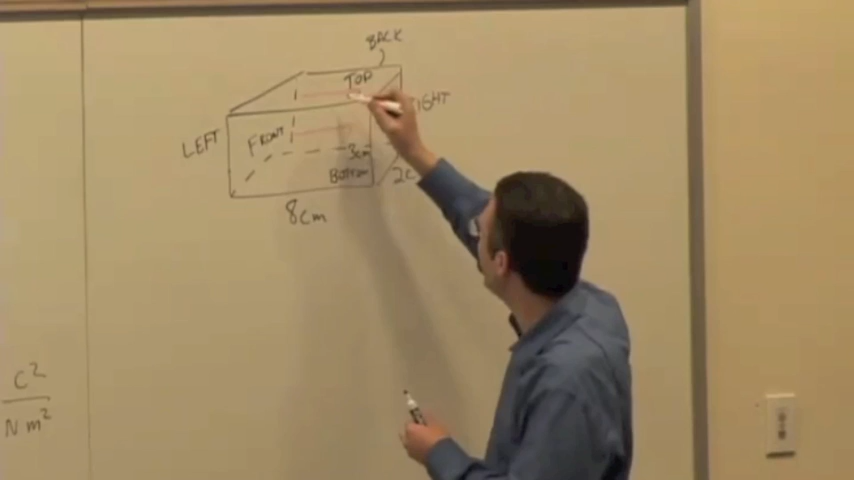 BACK
TOP
LEFT
FRONT
3cm
Bottom
8cm
C²
N m²